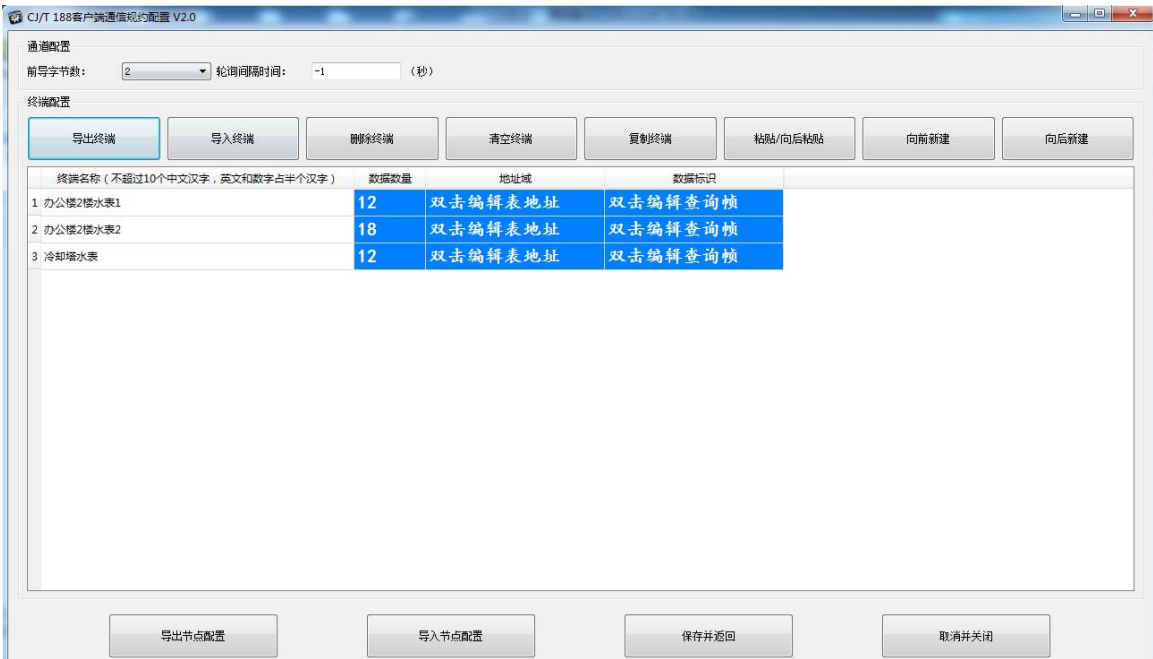 CJ/T 188客户端通信规约配置 V2.0
通道配置
前导字节数： 2 轮询间隔时间： -1 （秒）
终端配置
导出终端 导入终端 删除终端 清空终端 复制终端 粘贴/向后粘贴 向前新建 向后新建
终端名称（不超过10个中文汉字，英文和数字占半个汉字） 数据数量 地址域 数据标识
1 办公楼2楼水表1 12 双击编辑表地址 双击编辑查询帧
2 办公楼2楼水表2 18 双击编辑表地址 双击编辑查询帧
3 冷却塔水表 12 双击编辑表地址 双击编辑查询帧
导出节点配置 导入节点配置 保存并返回 取消并关闭